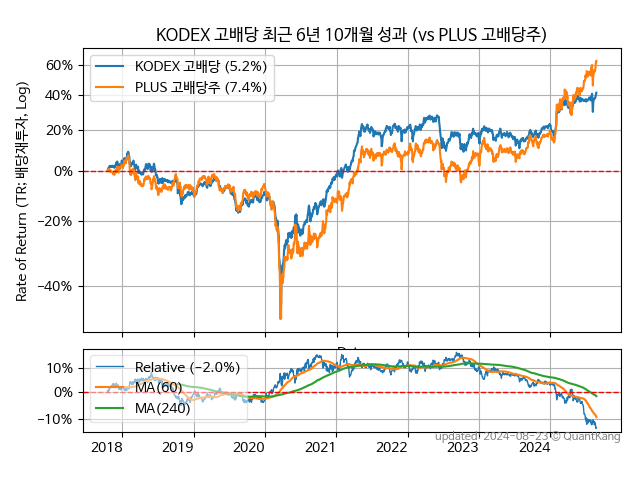 KODEX 고배당 최근 6년 10개월 성과 (vs PLUS 고배당주)
Rate of Return (TR: 배당재투자, Log)
60%
40%
20%
0%
−20%
−40%
KODEX 고배당 (5.2%)
PLUS 고배당주 (7.4%)
10%
0%
−10%
Relative (−2.0%)
MA(60)
MA(240)
2018
2019
2020
2021
2022
2023
2024
updated: 2024-08-23 © QuantKang